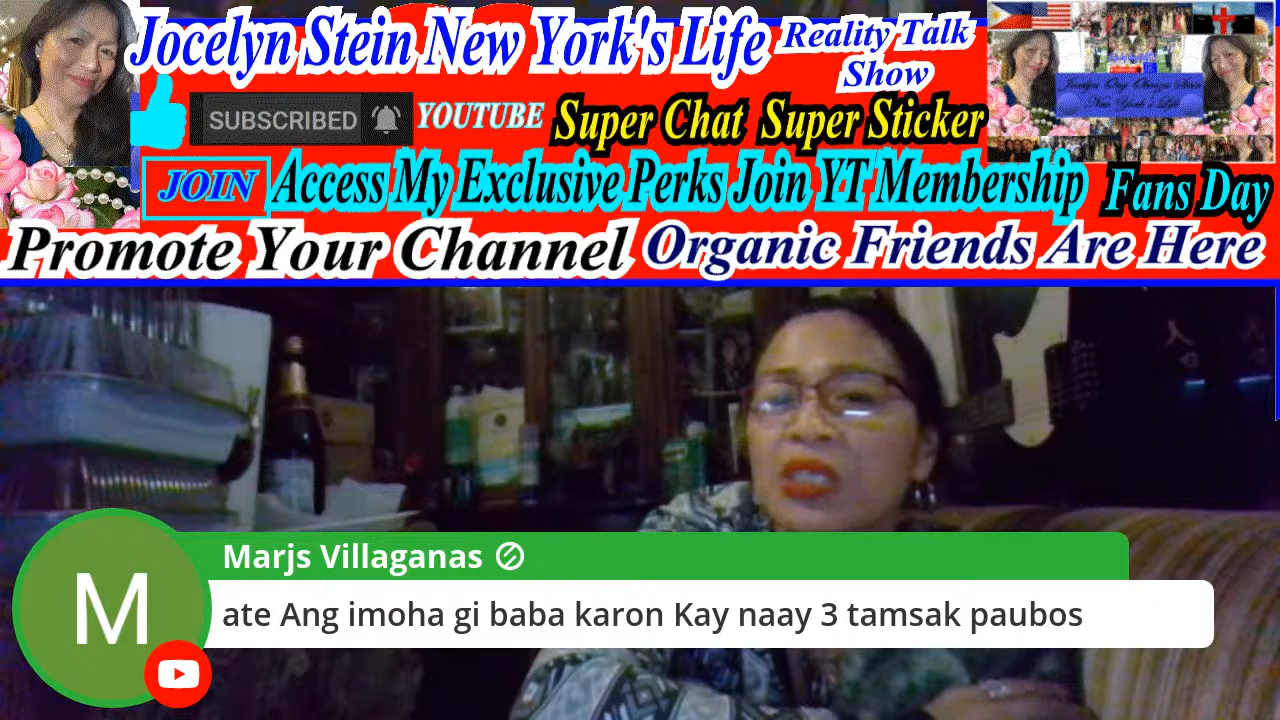 Jocelyn Stein New York's Life
Reality Talk
Show
SUBSCRIBED
YOUTUBE
Super Chat Super Sticker
JOIN
Access My Exclusive Perks Join YT Membership
Fans Day
Promote Your Channel
Organic Friends Are Here
Marjs Villaganas
M
ate Ang imoha gi baba karon Kay naay 3 tamsak paubos